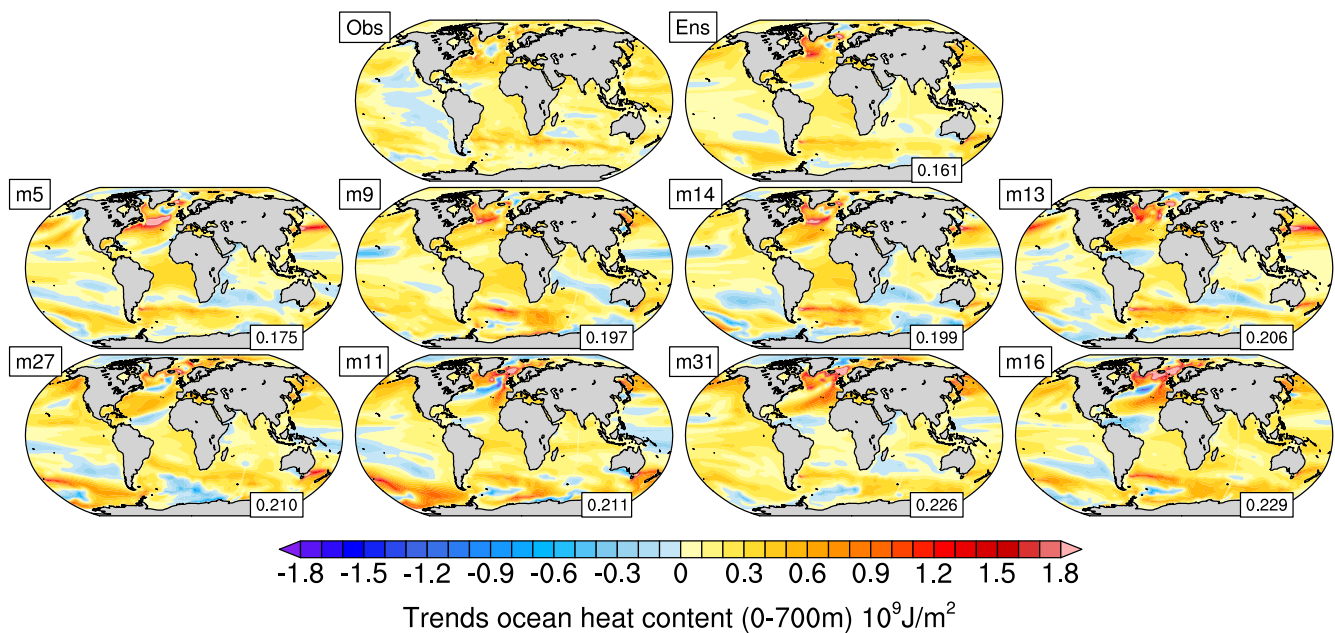 Obs Ens
0.161
m5 m9 m14 m13
0.175 0.197 0.199 0.206
m27 m11 m31 m16
0.210 0.211 0.226 0.229
-1.8 -1.5 -1.2 -0.9 -0.6 -0.3 0 0.3 0.6 0.9 1.2 1.5 1.8
Trends ocean heat content (0-700m) 10⁹J/m²